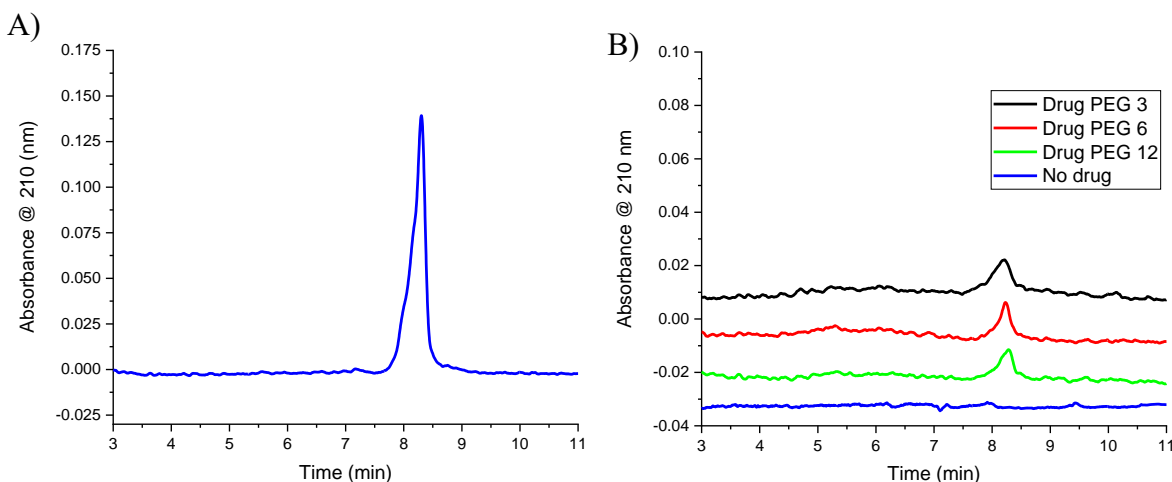 A)
0.175
0.150
0.125
0.100
0.075
0.050
0.025
0.000
-0.025
Absorbance @ 210 (nm)
3 4 5 6 7 8 9 10 11
Time (min)
B)
0.10
0.08
0.06
0.04
0.02
0.00
-0.02
-0.04
Absorbance @ 210 nm
Drug PEG 3
Drug PEG 6
Drug PEG 12
No drug
3 4 5 6 7 8 9 10 11
Time (min)